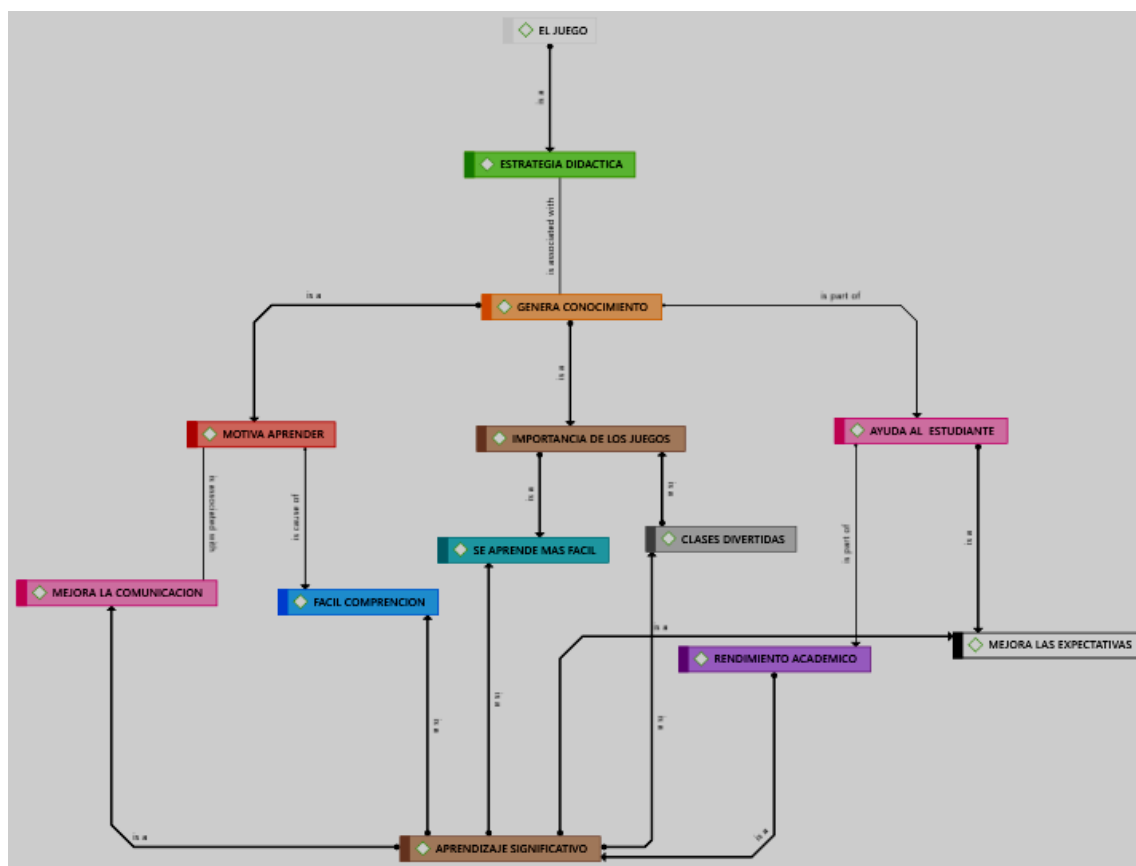 EL JUEGO
is a
ESTRATEGIA DIDACTICA
is associated with
is a
GENERA CONOCIMIENTO
is part of
is a
MOTIVA APRENDER
IMPORTANCIA DE LOS JUEGOS
AYUDA AL ESTUDIANTE
is associated with
is cause of
is a
is a
is part of
is a
SE APRENDE MAS FACIL
CLASES DIVERTIDAS
MEJORA LA COMUNICACION
FACIL COMPRENCION
is a
MEJORA LAS EXPECTATIVAS
RENDIMIENTO ACADEMICO
is a
is a
is a
is a
is a
APRENDIZAJE SIGNIFICATIVO